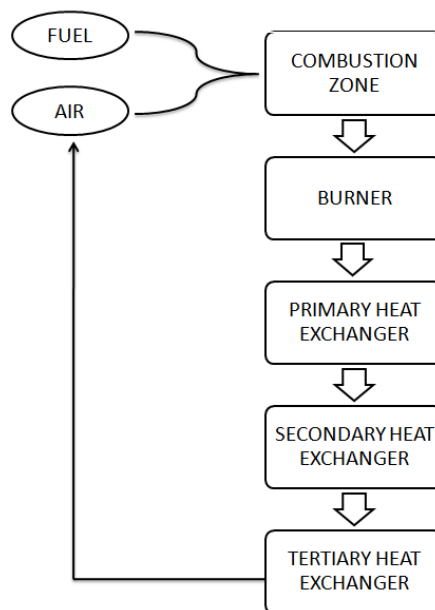 FUEL
AIR
COMBUSTION
ZONE
BURNER
PRIMARY HEAT
EXCHANGER
SECONDARY HEAT
EXCHANGER
TERTIARY HEAT
EXCHANGER